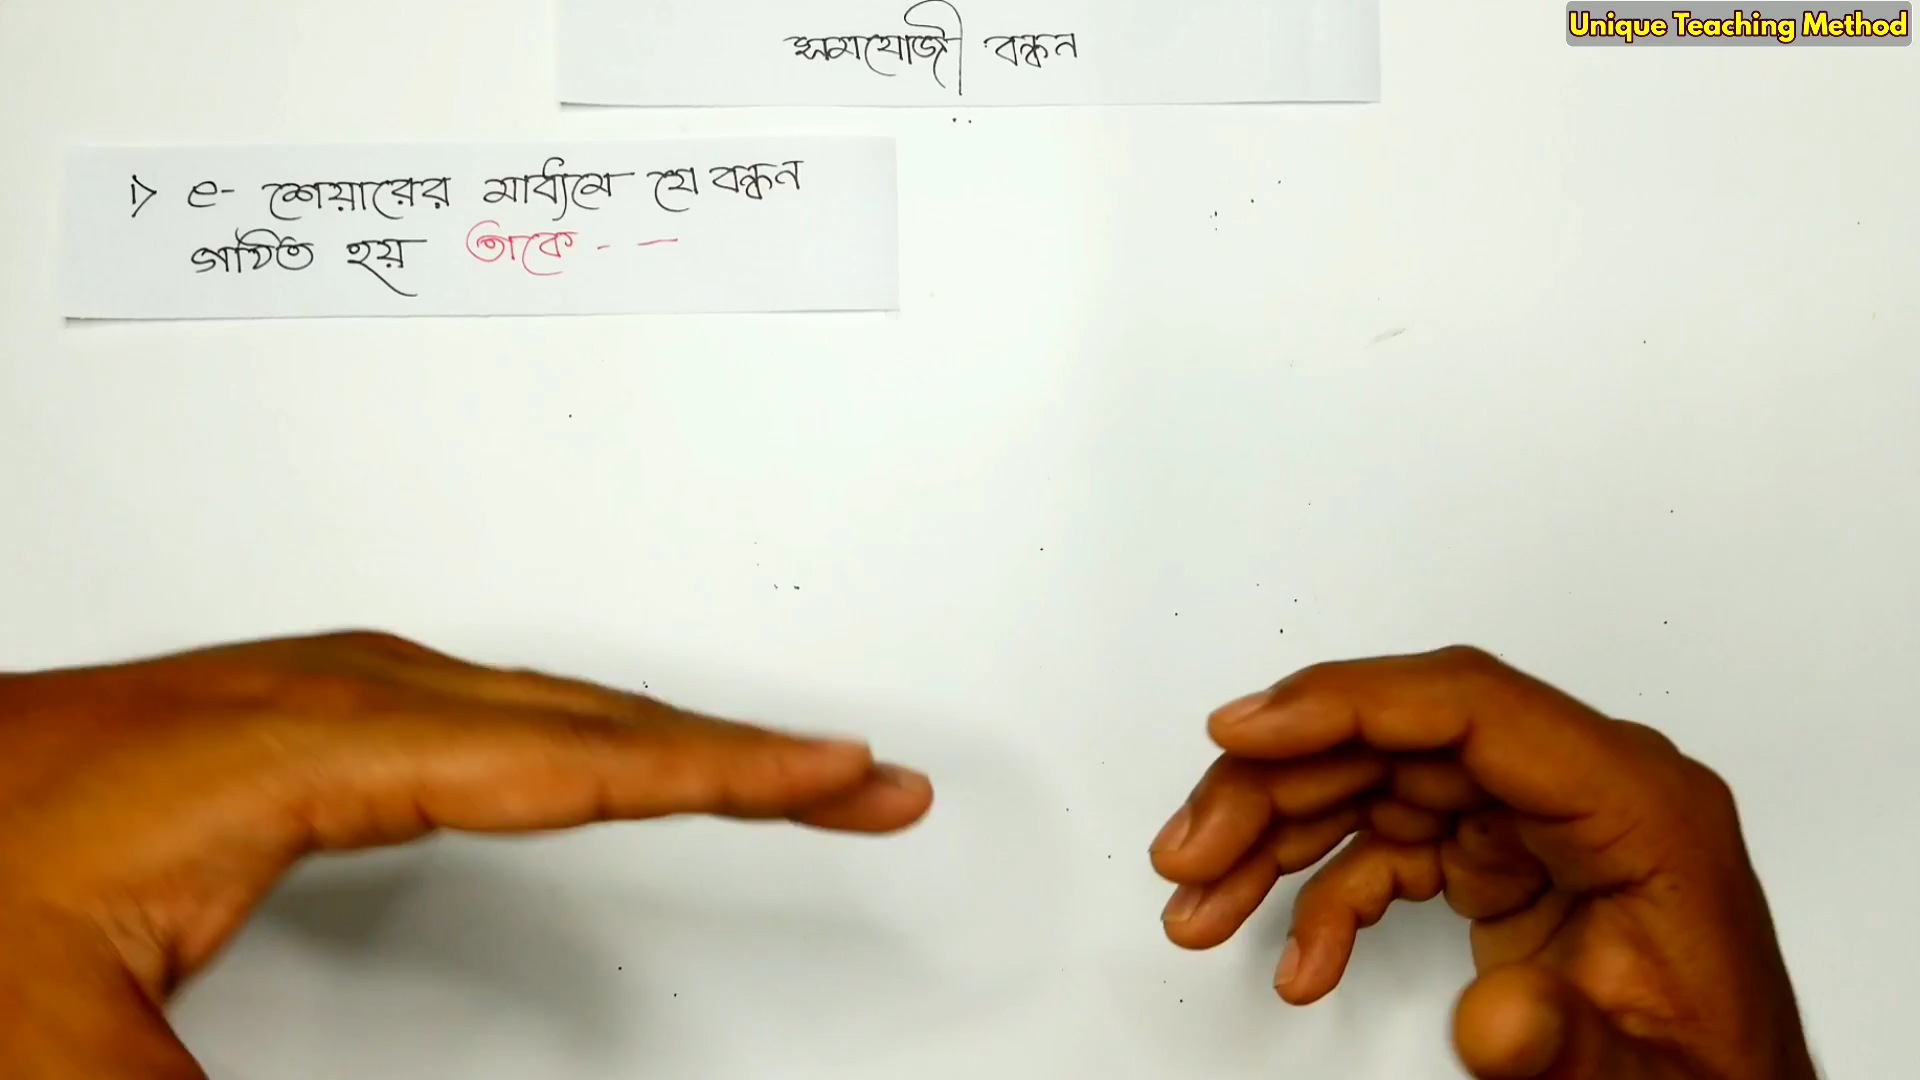 Unique Teaching Method
সমযোজী বন্ধন
1> e- শেয়ারের মাধ্যমে যে বন্ধন
গঠিত হয় তাকে - —